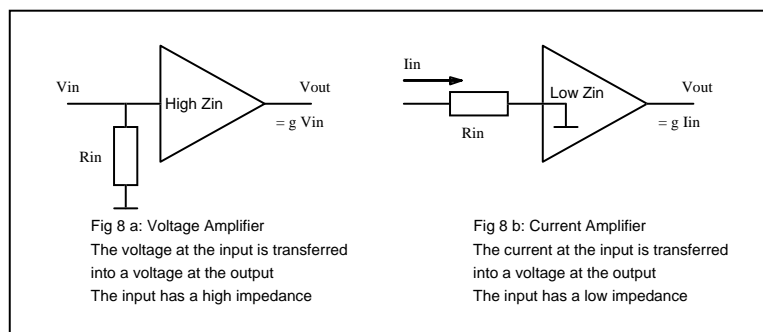 Vin
High Zin
Vout
= g Vin
Rin
Fig 8 a: Voltage Amplifier
The voltage at the input is transferred
into a voltage at the output
The input has a high impedance
Iin
Low Zin
Vout
= g Iin
Rin
Fig 8 b: Current Amplifier
The current at the input is transferred
into a voltage at the output
The input has a low impedance